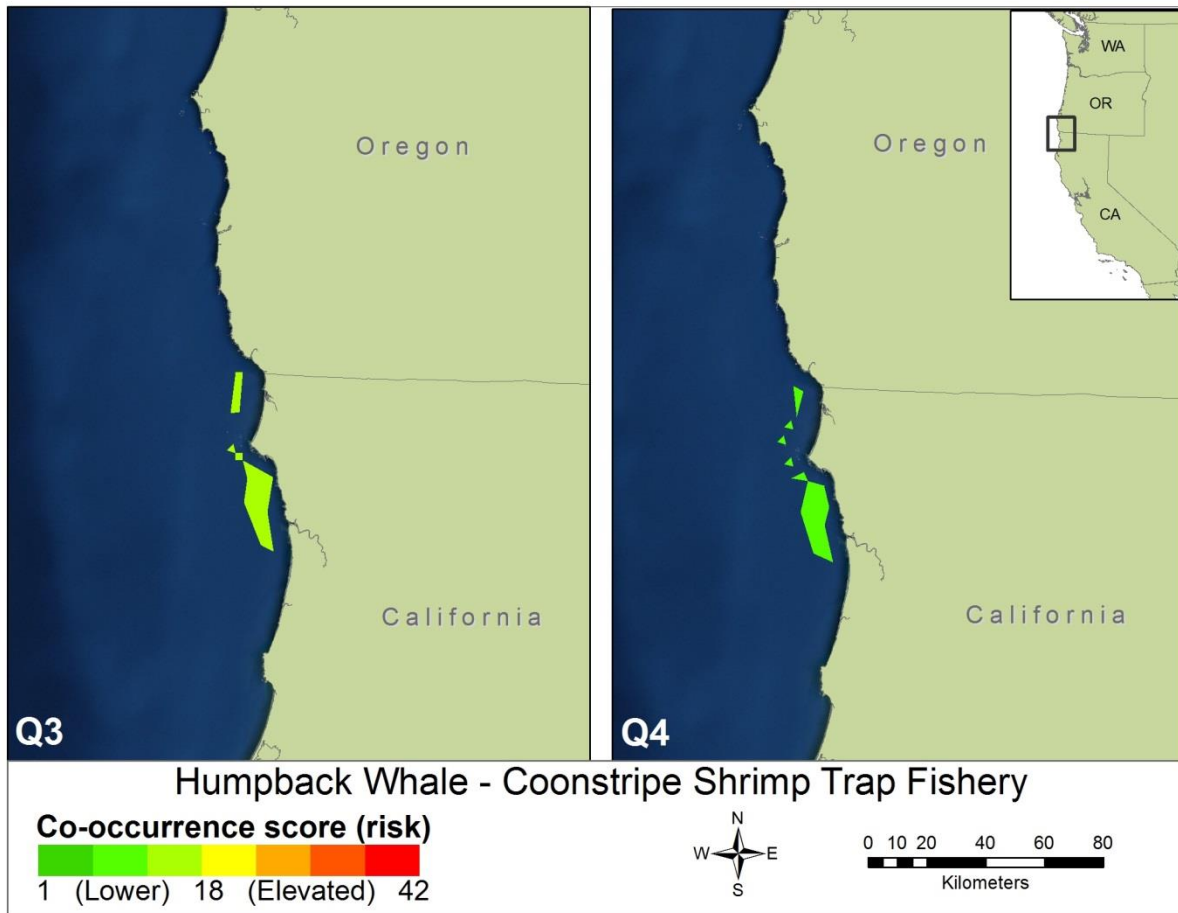 Oregon
California
Q3
Oregon
California
Q4
WA
OR
CA
Humpback Whale - Coonstripe Shrimp Trap Fishery
Co-occurrence score (risk)
1 (Lower) 18 (Elevated) 42
N
W E
S
0 10 20 40 60 80
Kilometers